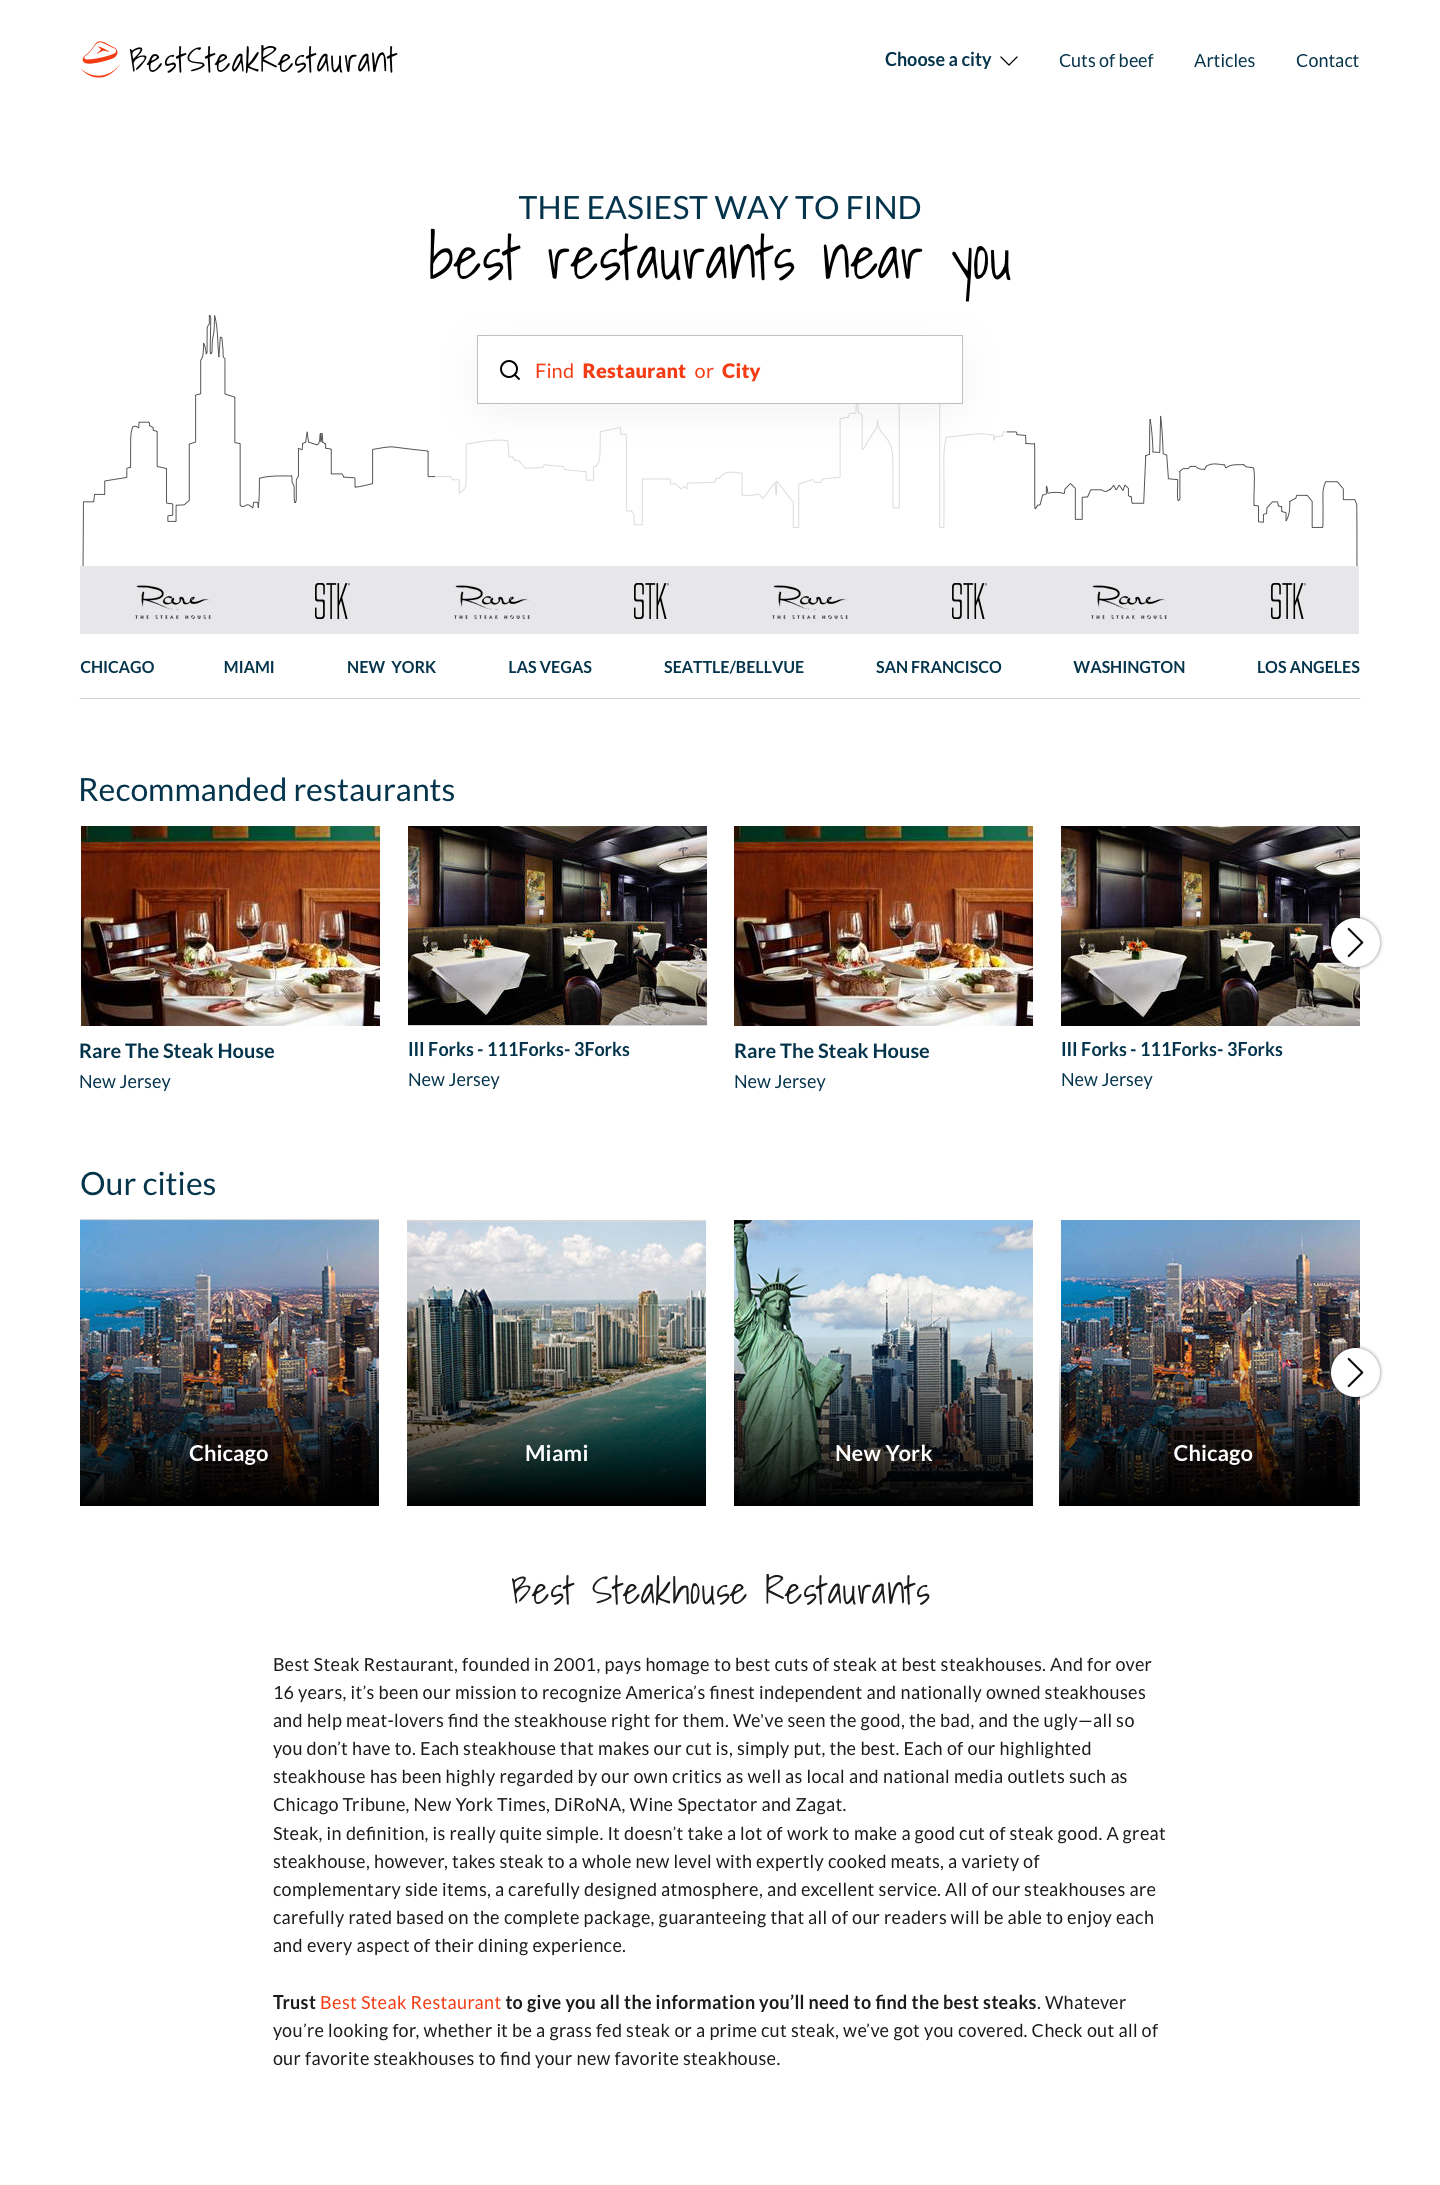 BestSteakRestaurant
Choose a city
Cuts of beef
Articles
Contact
THE EASIEST WAY TO FIND
best restaurants near you
Find Restaurant or City
Rare
THE STEAK HOUSE
STK
Rare
THE STEAK HOUSE
STK
Rare
THE STEAK HOUSE
STK
Rare
THE STEAK HOUSE
STK
CHICAGO
MIAMI
NEW YORK
LAS VEGAS
SEATTLE/BELLVUE
SAN FRANCISCO
WASHINGTON
LOS ANGELES
Recommanded restaurants
Rare The Steak House
New Jersey
III Forks - 111Forks- 3Forks
New Jersey
Rare The Steak House
New Jersey
III Forks - 111Forks- 3Forks
New Jersey
Our cities
Chicago
Miami
New York
Chicago
Best Steakhouse Restaurants
Best Steak Restaurant, founded in 2001, pays homage to best cuts of steak at best steakhouses. And for over
16 years, it’s been our mission to recognize America’s finest independent and nationally owned steakhouses
and help meat-lovers find the steakhouse right for them. We've seen the good, the bad, and the ugly—all so
you don’t have to. Each steakhouse that makes our cut is, simply put, the best. Each of our highlighted
steakhouse has been highly regarded by our own critics as well as local and national media outlets such as
Chicago Tribune, New York Times, DiRoNA, Wine Spectator and Zagat.
Steak, in definition, is really quite simple. It doesn’t take a lot of work to make a good cut of steak good. A great
steakhouse, however, takes steak to a whole new level with expertly cooked meats, a variety of
complementary side items, a carefully designed atmosphere, and excellent service. All of our steakhouses are
carefully rated based on the complete package, guaranteeing that all of our readers will be able to enjoy each
and every aspect of their dining experience.
Trust Best Steak Restaurant to give you all the information you’ll need to find the best steaks. Whatever
you’re looking for, whether it be a grass fed steak or a prime cut steak, we’ve got you covered. Check out all of
our favorite steakhouses to find your new favorite steakhouse.